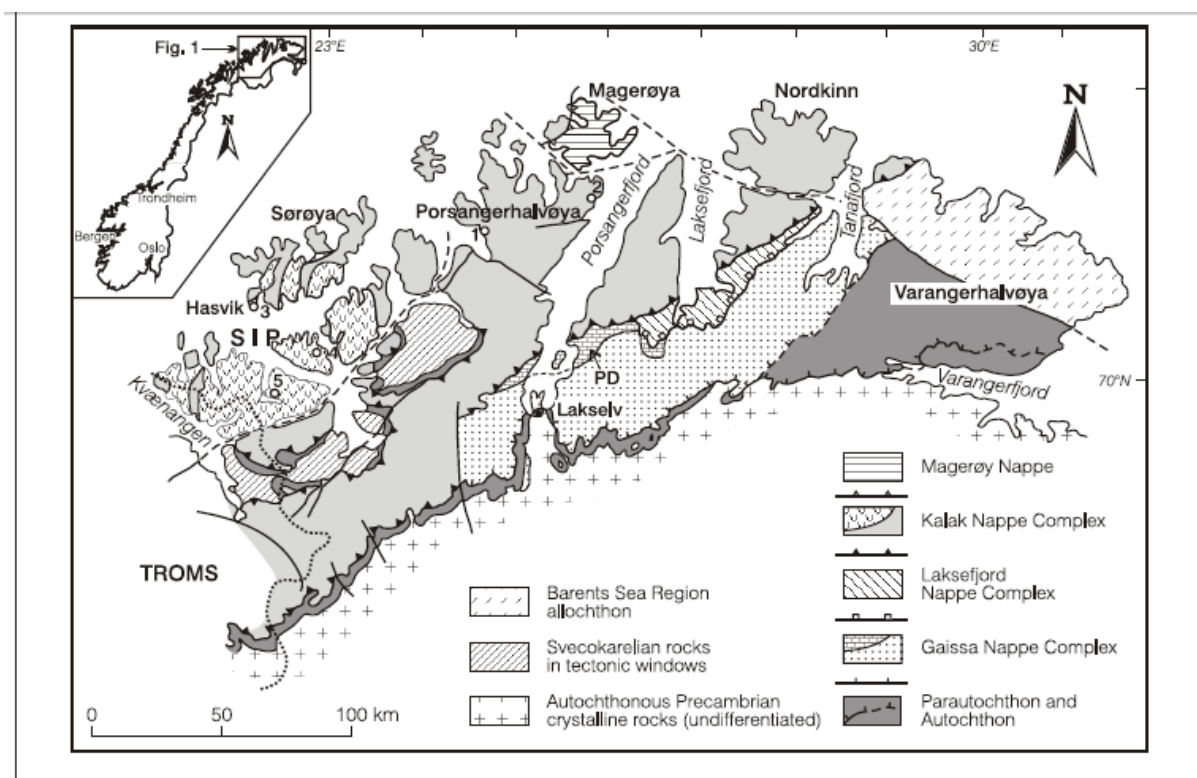 Fig. 1
23°E
30°E
N
Trondheim
Bergen
Oslo
Magerøya
Nordkinn
N
Sørøya
Porsangerhalvøya
1
2
Porsangerfjord
Laksefjord
Tanafjord
Hasvik
3
SIP
4
5
Kvænangen
Varangerhalvøya
Varangerfjord
70°N
PD
Lakselv
TROMS
Magerøy Nappe
Kalak Nappe Complex
Laksefjord
Nappe Complex
Gaissa Nappe Complex
Parautochthon and
Autochthon
Barents Sea Region
allochthon
Svecokarelian rocks
in tectonic windows
Autochthonous Precambrian
crystalline rocks (undifferentiated)
0 50 100 km